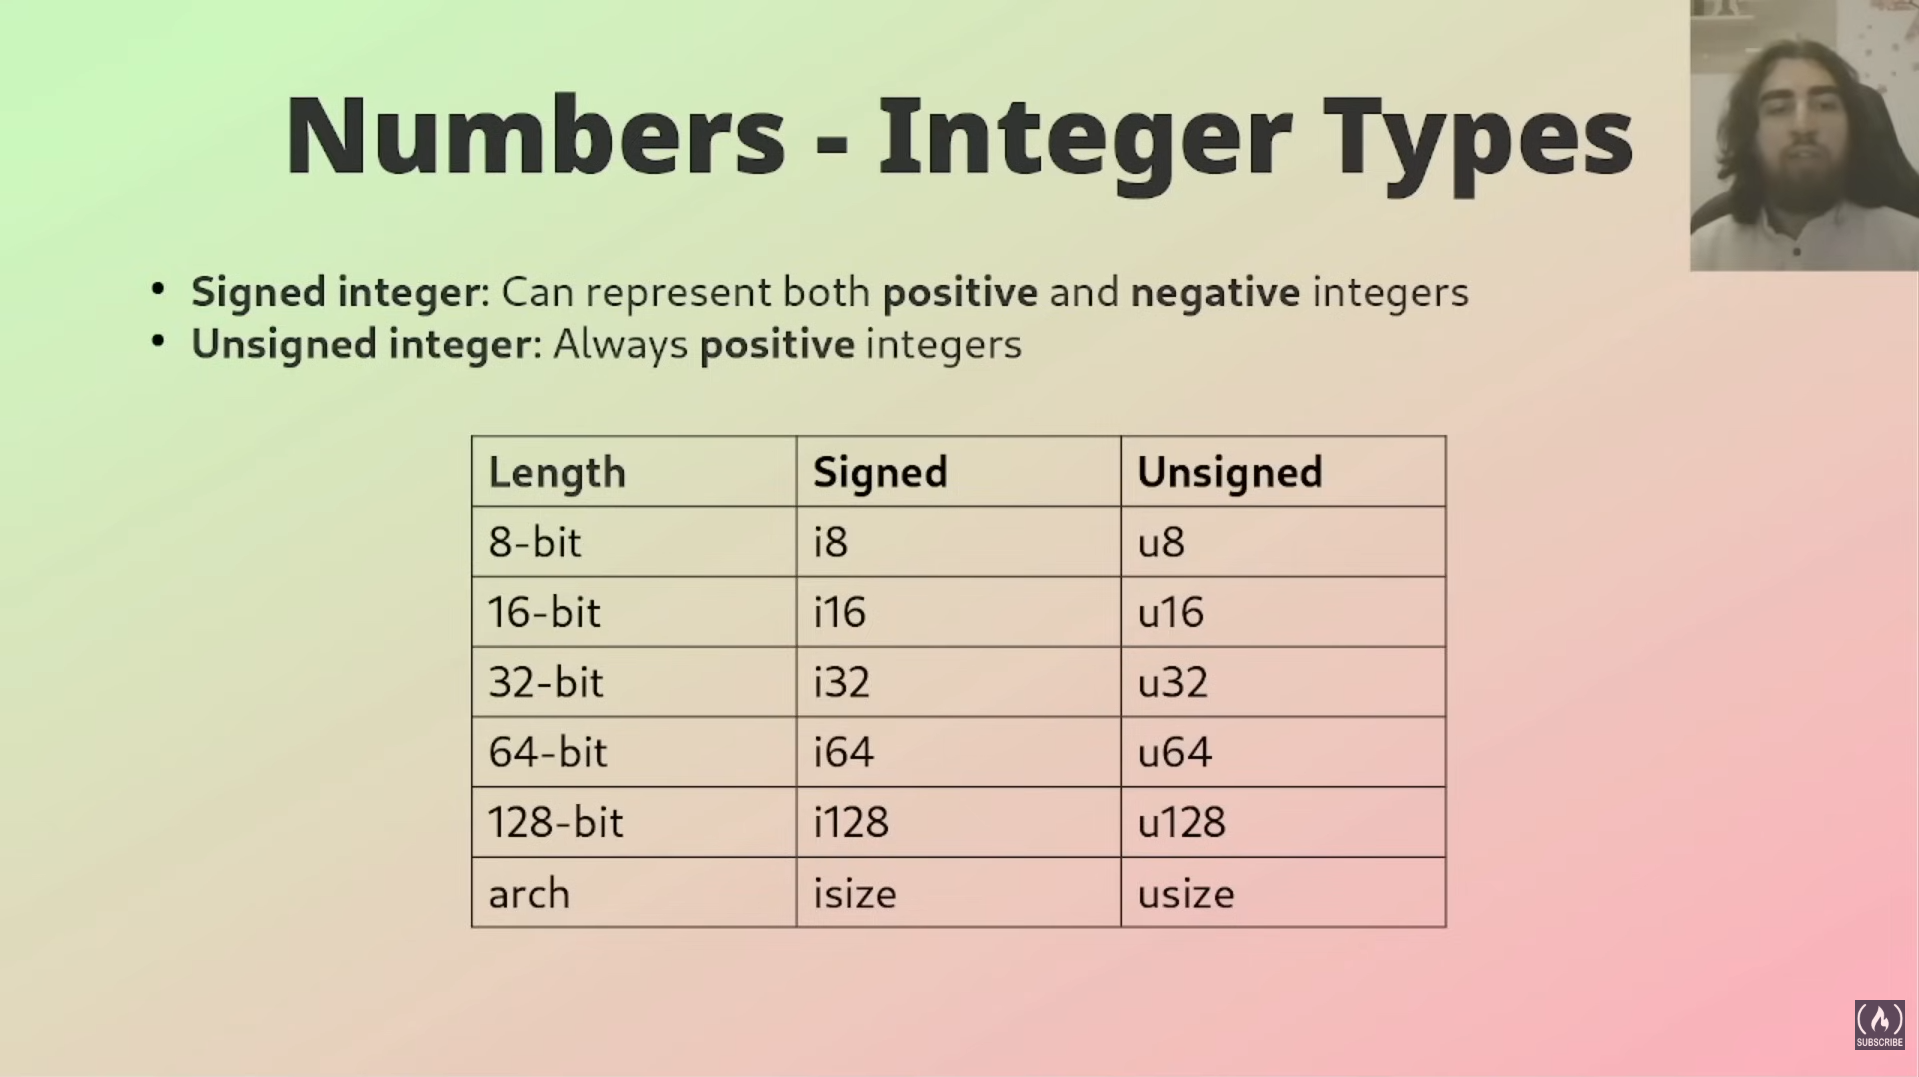 Numbers - Integer Types
• Signed integer: Can represent both positive and negative integers
• Unsigned integer: Always positive integers
Length Signed Unsigned
8-bit i8 u8
16-bit i16 u16
32-bit i32 u32
64-bit i64 u64
128-bit i128 u128
arch isize usize
SUBSCRIBE